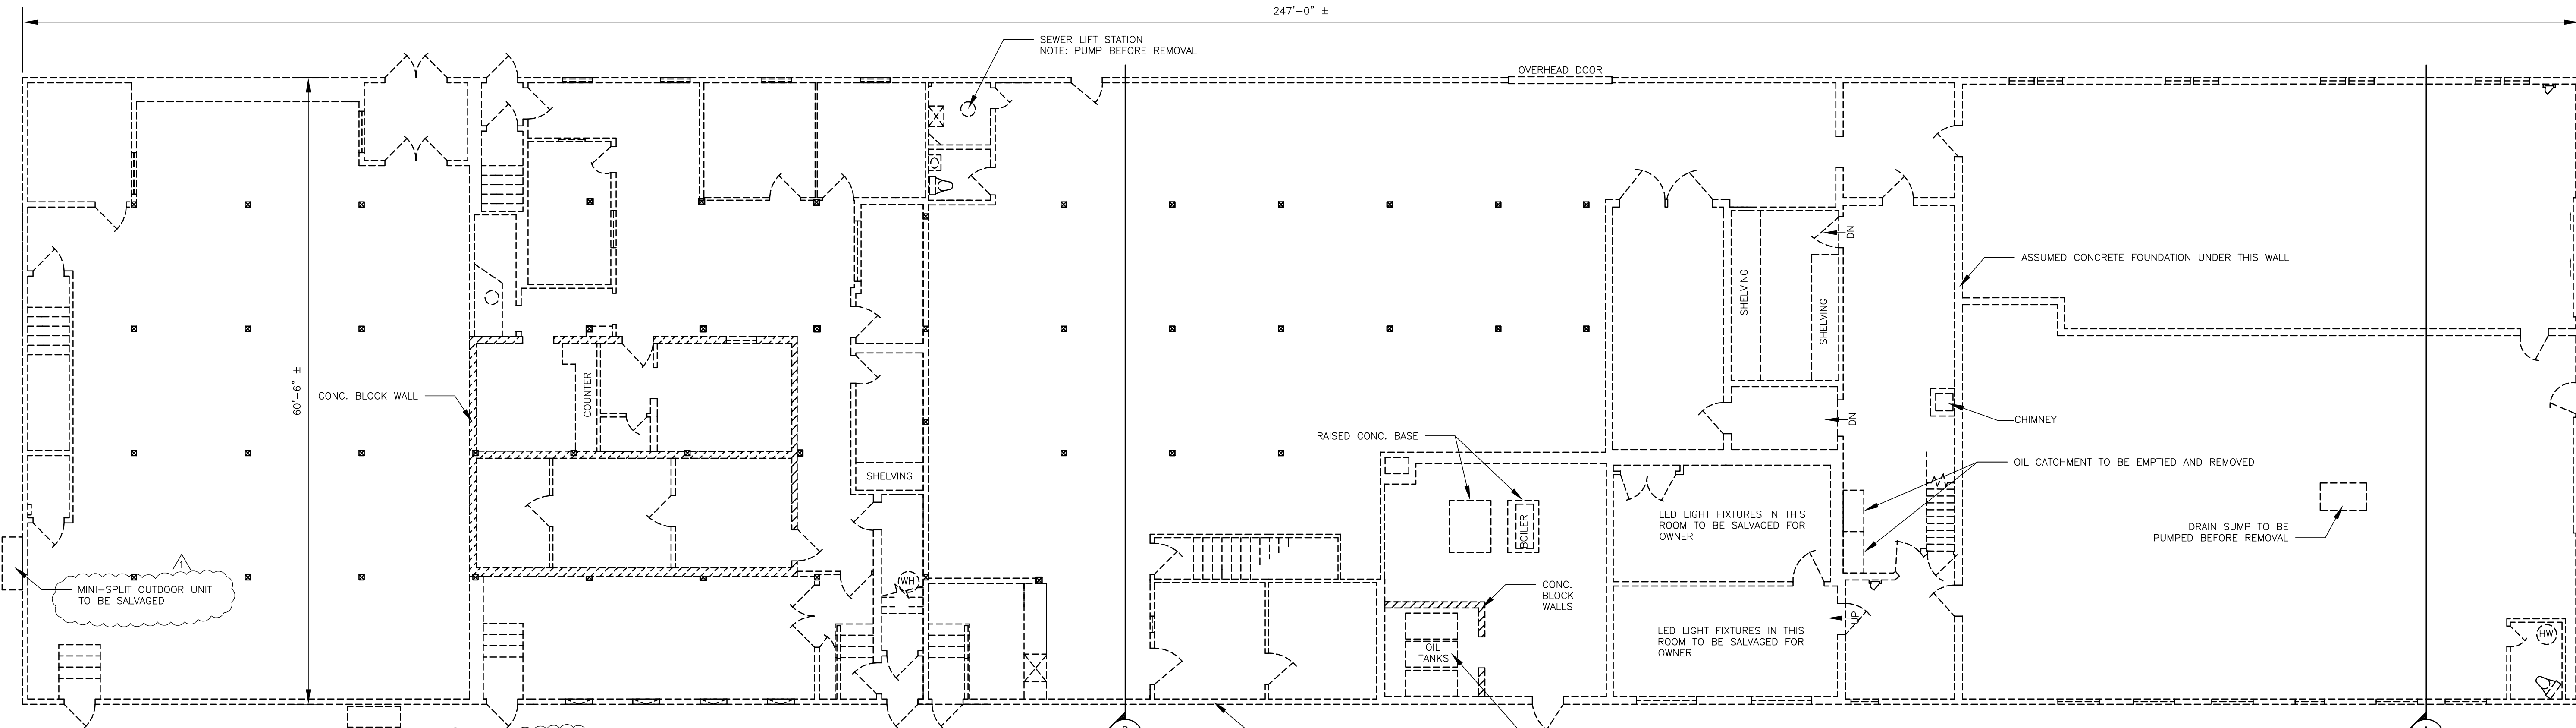 247'-0" ±
SEWER LIFT STATION
NOTE: PUMP BEFORE REMOVAL
OVERHEAD DOOR
DN
ASSUMED CONCRETE FOUNDATION UNDER THIS WALL
SHELVING
SHELVING
60'-6" ±
CONC. BLOCK WALL
COUNTER
DN
CHIMNEY
RAISED CONC. BASE
OIL CATCHMENT TO BE EMPTIED AND REMOVED
SHELVING
BOILER
LED LIGHT FIXTURES IN THIS
ROOM TO BE SALVAGED FOR
OWNER
DRAIN SUMP TO BE
PUMPED BEFORE REMOVAL
1
MINI-SPLIT OUTDOOR UNIT
TO BE SALVAGED
WH
CONC.
BLOCK
WALLS
UP
LED LIGHT FIXTURES IN THIS
ROOM TO BE SALVAGED FOR
OWNER
HW
OIL
TANKS